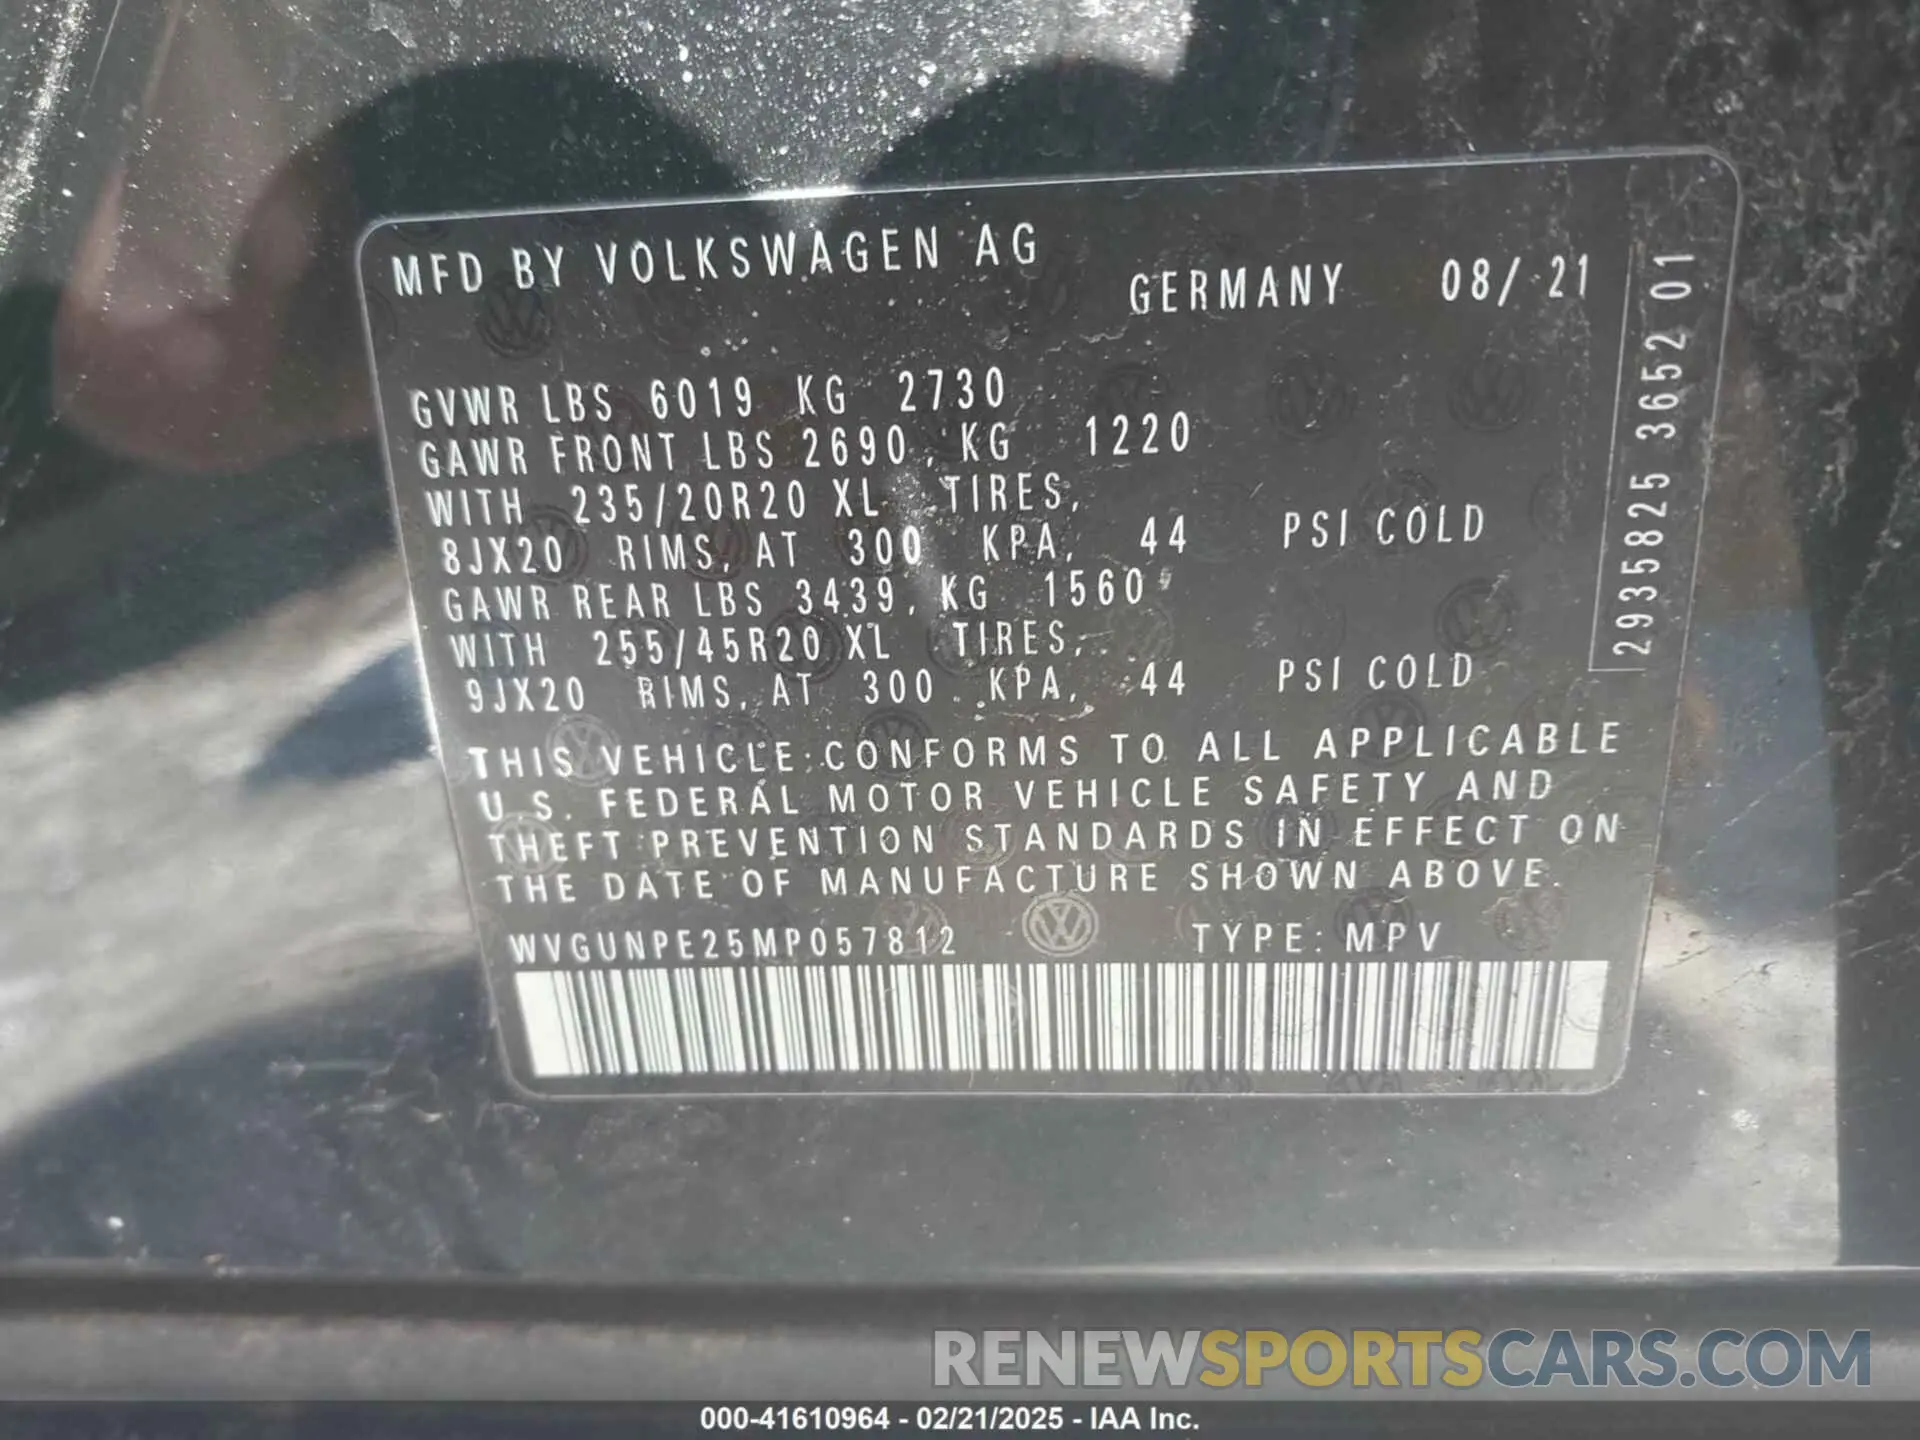 MFD BY VOLKSWAGEN AG
GERMANY 08/ 21
GVWR LBS 6019 KG 2730
GAWR FRONT LBS 2690, KG 1220
WITH 235/20R20 XL TIRES,
8JX20 RIMS, AT 300 KPA, 44 PSI COLD
GAWR REAR LBS 3439, KG 1560
WITH 255/45R20 XL TIRES,
9JX20 RIMS, AT 300 KPA, 44 PSI COLD
THIS VEHICLE CONFORMS TO ALL APPLICABLE
U.S. FEDERAL MOTOR VEHICLE SAFETY AND
THEFT PREVENTION STANDARDS IN EFFECT ON
THE DATE OF MANUFACTURE SHOWN ABOVE.
WVGUNPE25MP057812 TYPE: MPV
2935825 3652 01
RENEWSPORTSCARS.COM
000-41610964 - 02/21/2025 - IAA Inc.